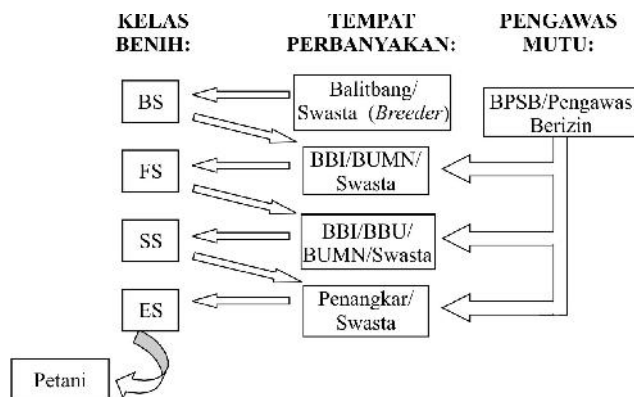 KELAS
BENIH:
TEMPAT
PERBANYAKAN:
PENGAWAS
MUTU:
BS
Balitbang/
Swasta (Breeder)
BPSB/Pengawas
Berizin
FS
BBI/BUMN/
Swasta
SS
BBI/BBU/
BUMN/Swasta
ES
Penangkar/
Swasta
Petani